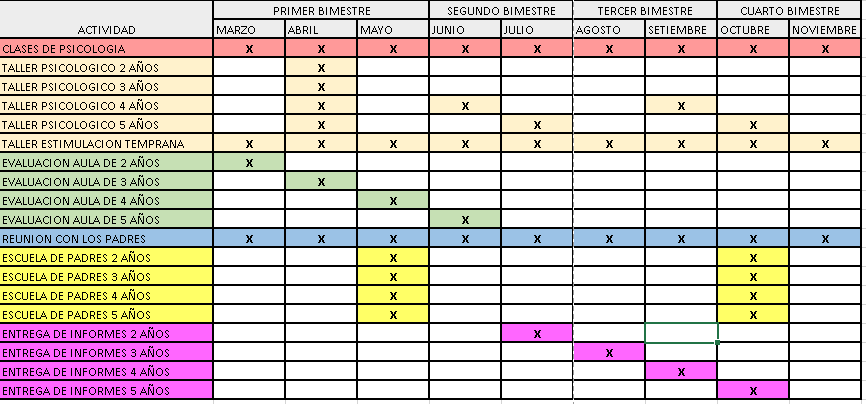 PRIMER BIMESTRE SEGUNDO BIMESTRE TERCER BIMESTRE CUARTO BIMESTRE
ACTIVIDAD MARZO ABRIL MAYO JUNIO JULIO AGOSTO SETIEMBRE OCTUBRE NOVIEMBRE
CLASES DE PSICOLOGIA X X X X X X X X X
TALLER PSICOLOGICO 2 AÑOS X
TALLER PSICOLOGICO 3 AÑOS X
TALLER PSICOLOGICO 4 AÑOS X X X
TALLER PSICOLOGICO 5 AÑOS X X X
TALLER ESTIMULACION TEMPRANA X X X X X X X X X
EVALUACION AULA DE 2 AÑOS X
EVALUACION AULA DE 3 AÑOS X
EVALUACION AULA DE 4 AÑOS X
EVALUACION AULA DE 5 AÑOS X
REUNION CON LOS PADRES X X X X X X X X X
ESCUELA DE PADRES 2 AÑOS X X
ESCUELA DE PADRES 3 AÑOS X X
ESCUELA DE PADRES 4 AÑOS X X
ESCUELA DE PADRES 5 AÑOS X X
ENTREGA DE INFORMES 2 AÑOS X
ENTREGA DE INFORMES 3 AÑOS X
ENTREGA DE INFORMES 4 AÑOS X
ENTREGA DE INFORMES 5 AÑOS X